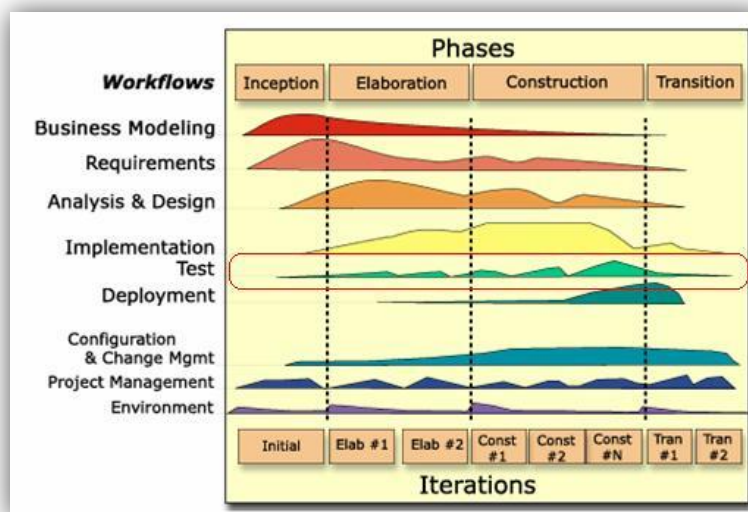 Phases
Workflows
Inception
Elaboration
Construction
Transition
Business Modeling
Requirements
Analysis & Design
Implementation
Test
Deployment
Configuration
& Change Mgmt
Project Management
Environment
Initial
Elab #1
Elab #2
Const
#1
Const
#2
Const
#N
Tran
#1
Tran
#2
Iterations